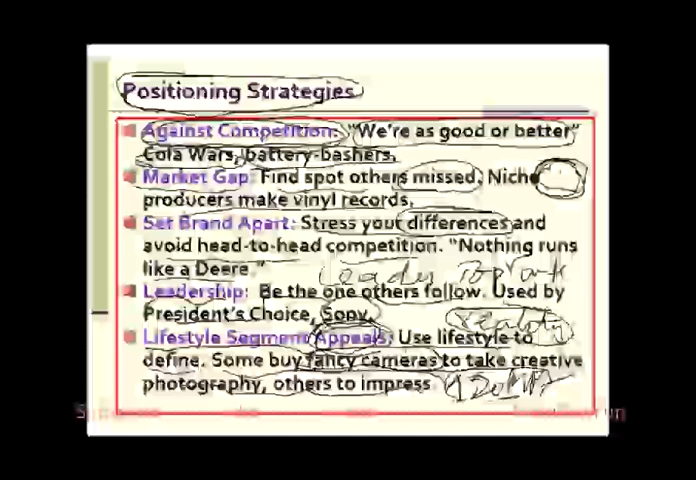 Positioning Strategies
Against Competition: "We're as good or better"
Cola Wars, battery-bashers.
Market Gap: Find spot others missed. Niche
producers make vinyl records.
Set Brand Apart: Stress your differences and
avoid head-to-head competition. "Nothing runs
like a Deere."
Leader
Leadership: Be the one others follow. Used by
President's Choice, Sony.
Lifestyle Segment Appeals: Use lifestyle to
define. Some buy fancy cameras to take creative
photography, others to impress